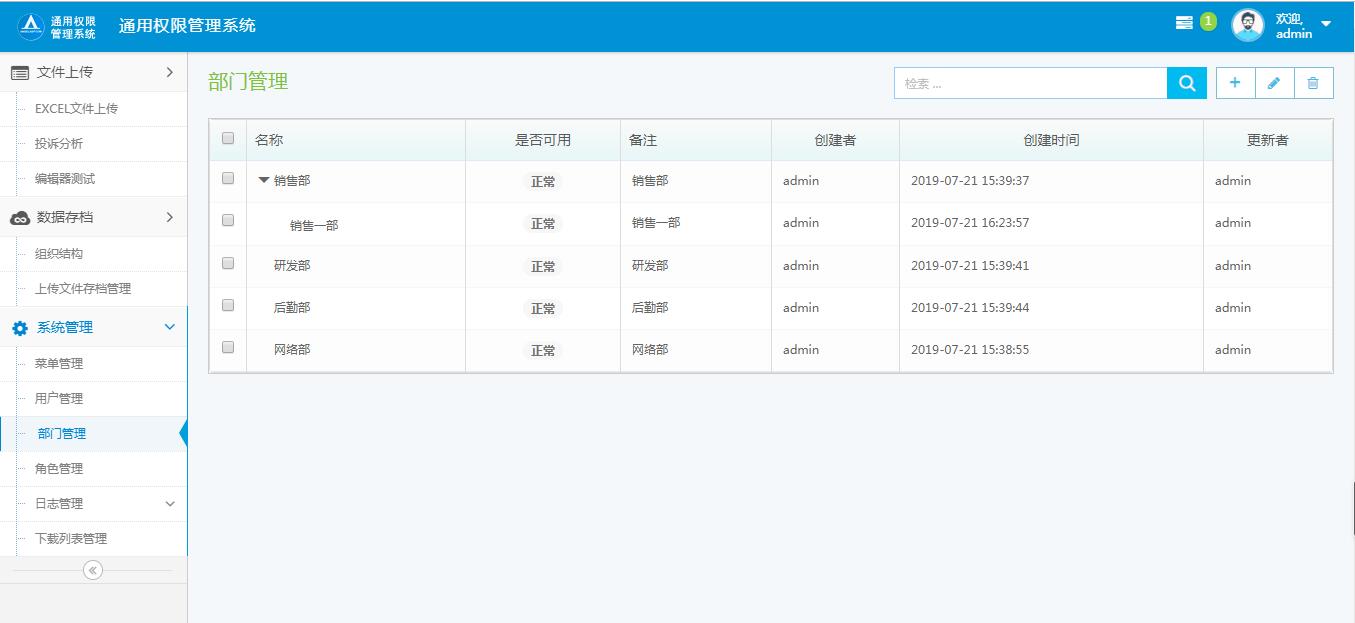 通用权限
管理系统
通用权限管理系统
1
欢迎,
admin
文件上传
EXCEL文件上传
投诉分析
编辑器测试
数据存档
组织结构
上传文件存档管理
系统管理
菜单管理
用户管理
部门管理
角色管理
日志管理
下载列表管理
部门管理
检索 ...
名称 是否可用 备注 创建者 创建时间 更新者
销售部 正常 销售部 admin 2019-07-21 15:39:37 admin
销售一部 正常 销售一部 admin 2019-07-21 16:23:57 admin
研发部 正常 研发部 admin 2019-07-21 15:39:41 admin
后勤部 正常 后勤部 admin 2019-07-21 15:39:44 admin
网络部 正常 网络部 admin 2019-07-21 15:38:55 admin